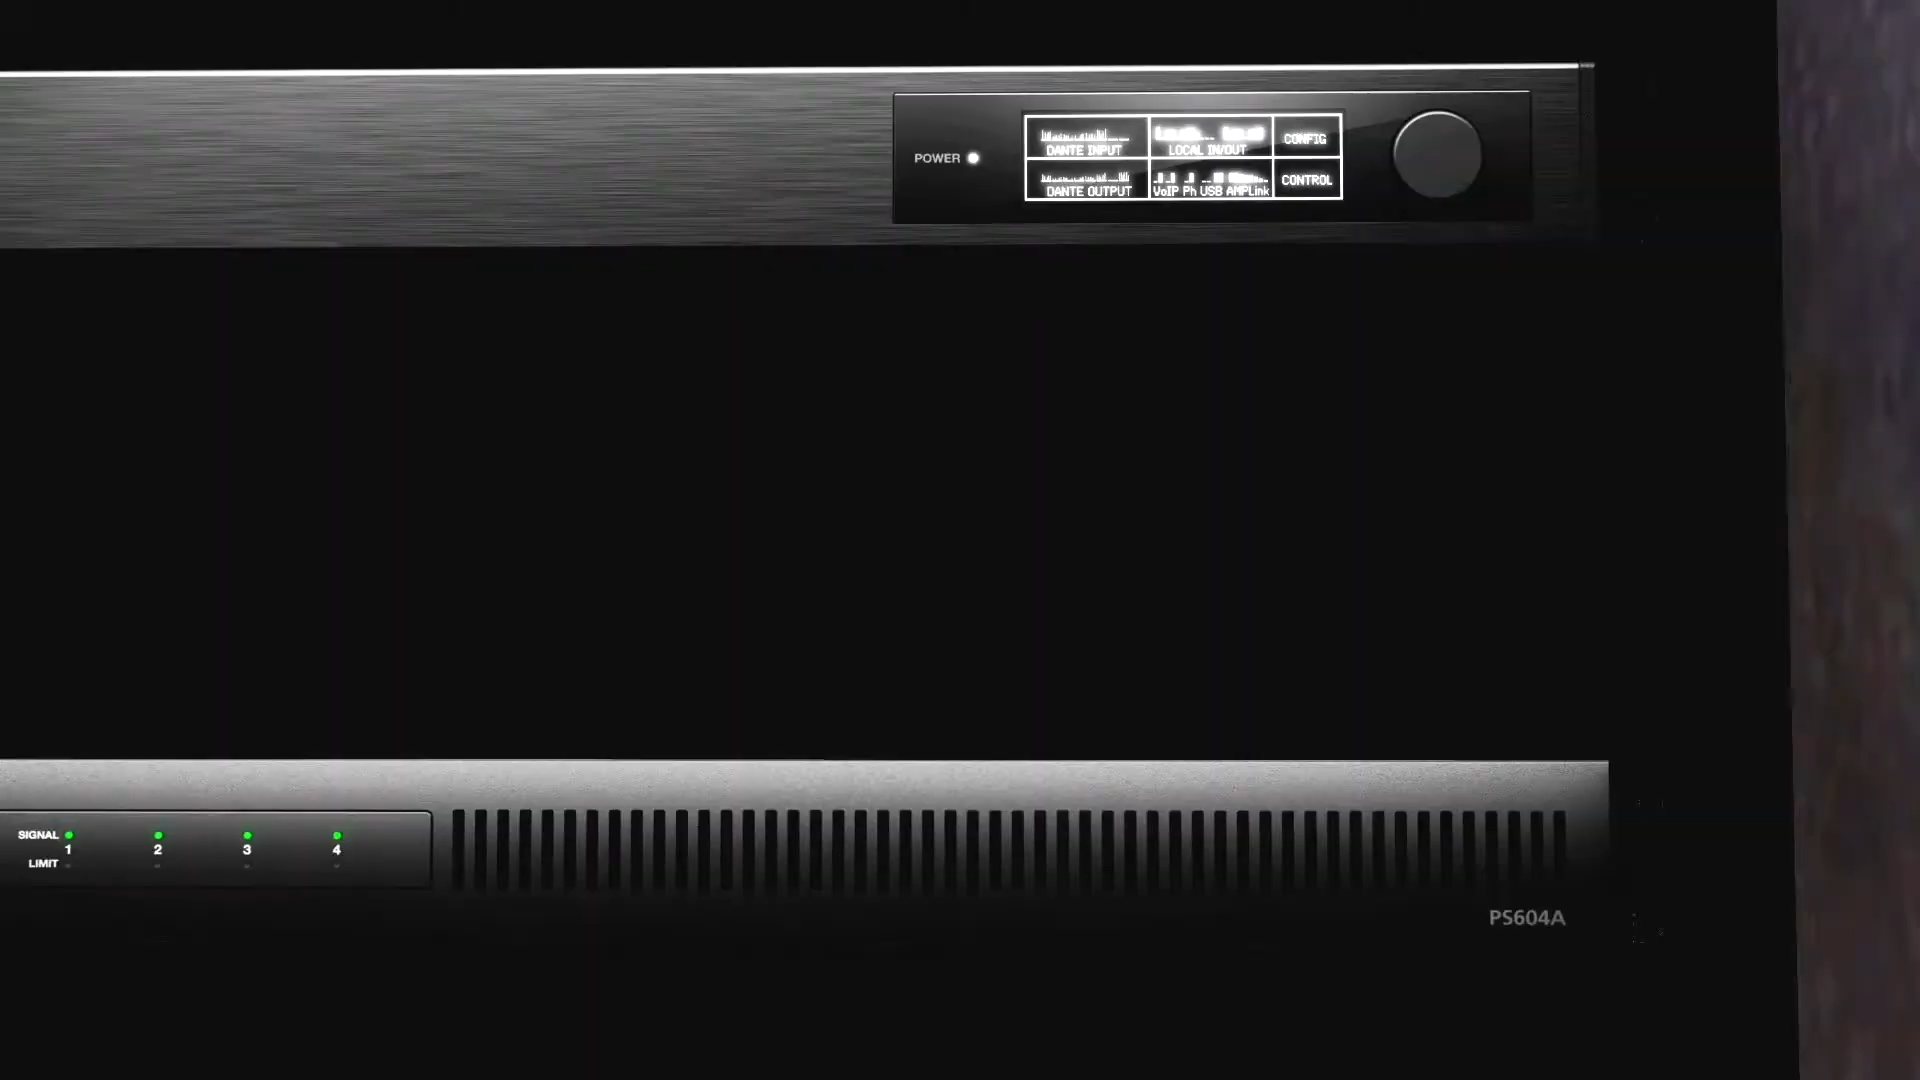 POWER
DANTE INPUT
LOCAL IN/OUT
CONFIG
DANTE OUTPUT
VoIP Ph USB AMPLink
CONTROL
SIGNAL
1 2 3 4
LIMIT
PS604A